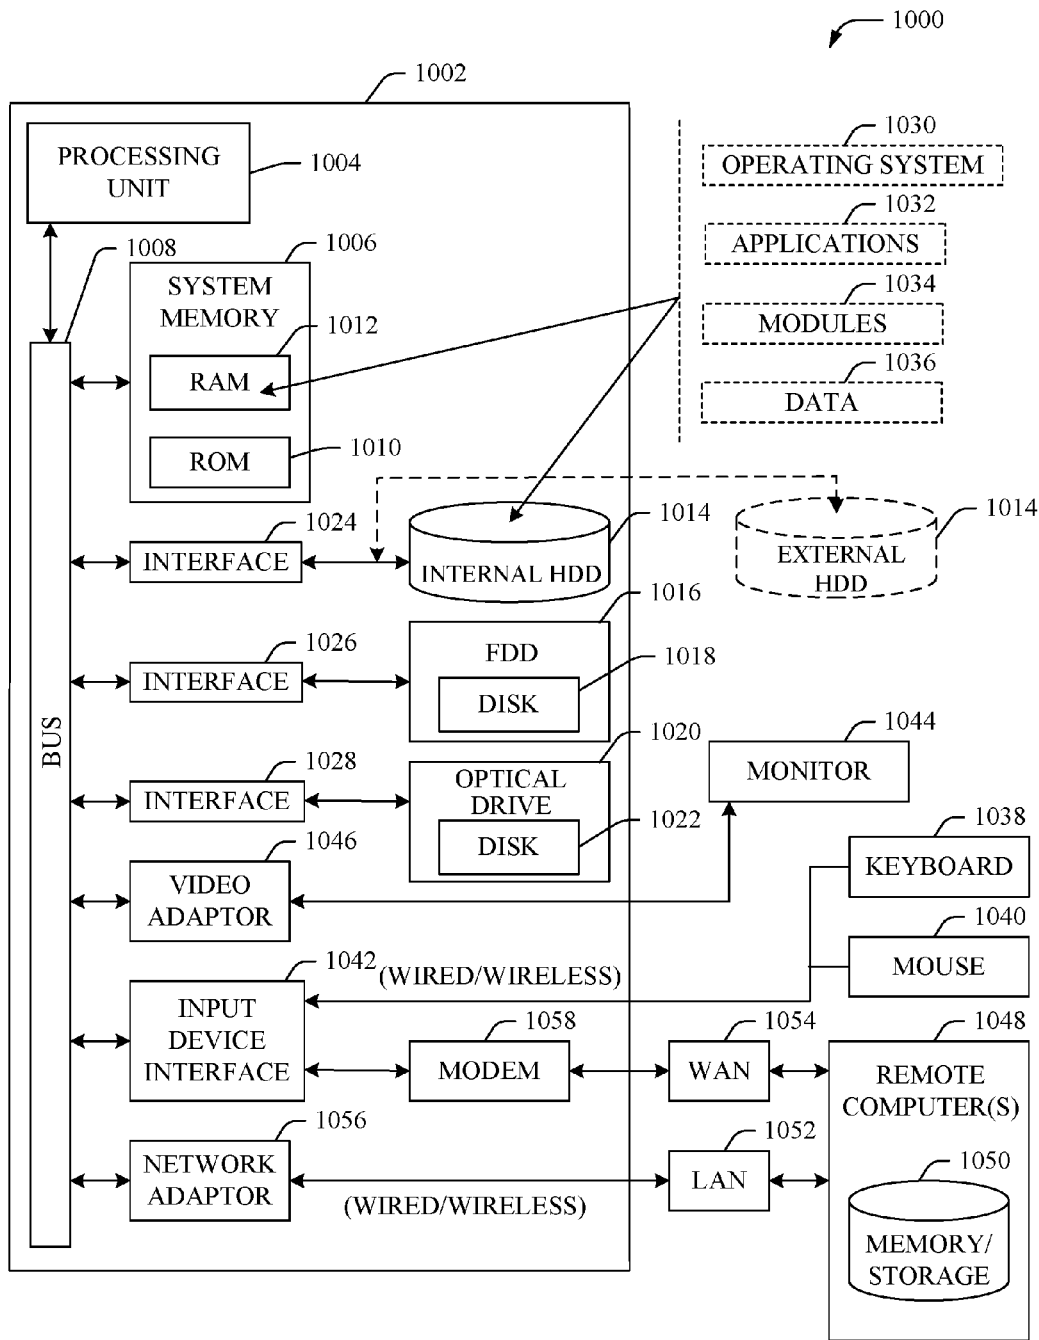 1000
1002
PROCESSING
UNIT
1004
1030
OPERATING SYSTEM
1008
1006
SYSTEM
MEMORY
1032
APPLICATIONS
1012
RAM
1034
MODULES
1036
DATA
ROM
1010
1024
INTERFACE
INTERNAL HDD
1014
EXTERNAL
HDD
1014
1026
INTERFACE
1016
FDD
1018
DISK
BUS
1028
INTERFACE
1020
OPTICAL
DRIVE
1022
DISK
1044
MONITOR
1046
VIDEO
ADAPTOR
1038
KEYBOARD
1040
MOUSE
1042
(WIRED/WIRELESS)
INPUT
DEVICE
INTERFACE
1058
MODEM
1054
WAN
1048
REMOTE
COMPUTER(S)
1056
NETWORK
ADAPTOR
(WIRED/WIRELESS)
1052
LAN
1050
MEMORY/
STORAGE